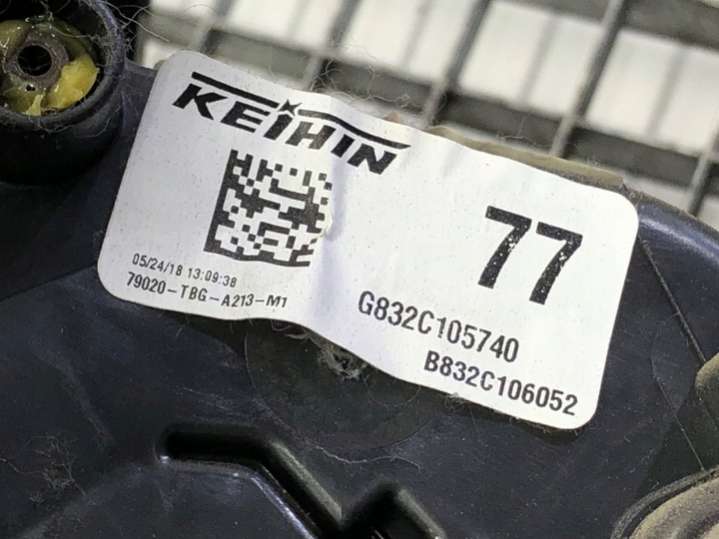 KEIHIN
77
05/24/18 13:09:38
79020-TBG-A213-M1
G832C105740
B832C106052